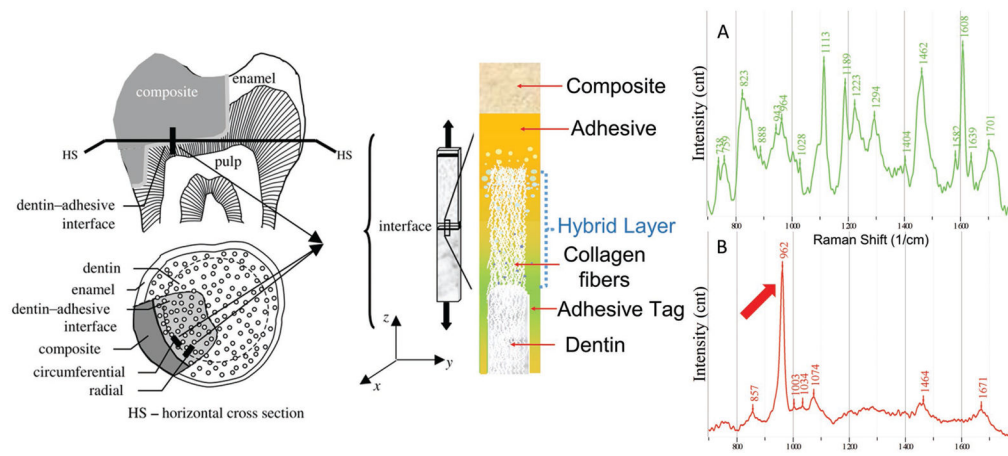 enamel
composite
HS
HS
pulp
dentin–adhesive
interface
dentin
enamel
dentin–adhesive
interface
composite
circumferential
radial
HS – horizontal cross section
interface
z
y
x
Composite
Adhesive
Hybrid Layer
Collagen
fibers
Adhesive Tag
Dentin
A
Intensity (cnt)
738
759
823
888
943
964
1028
1113
1189
1223
1294
1404
1462
1582
1608
1639
1701
800
1000
1200
1400
1600
Raman Shift (1/cm)
B
Intensity (cnt)
857
962
1003
1034
1074
1464
1671
800
1000
1200
1400
1600